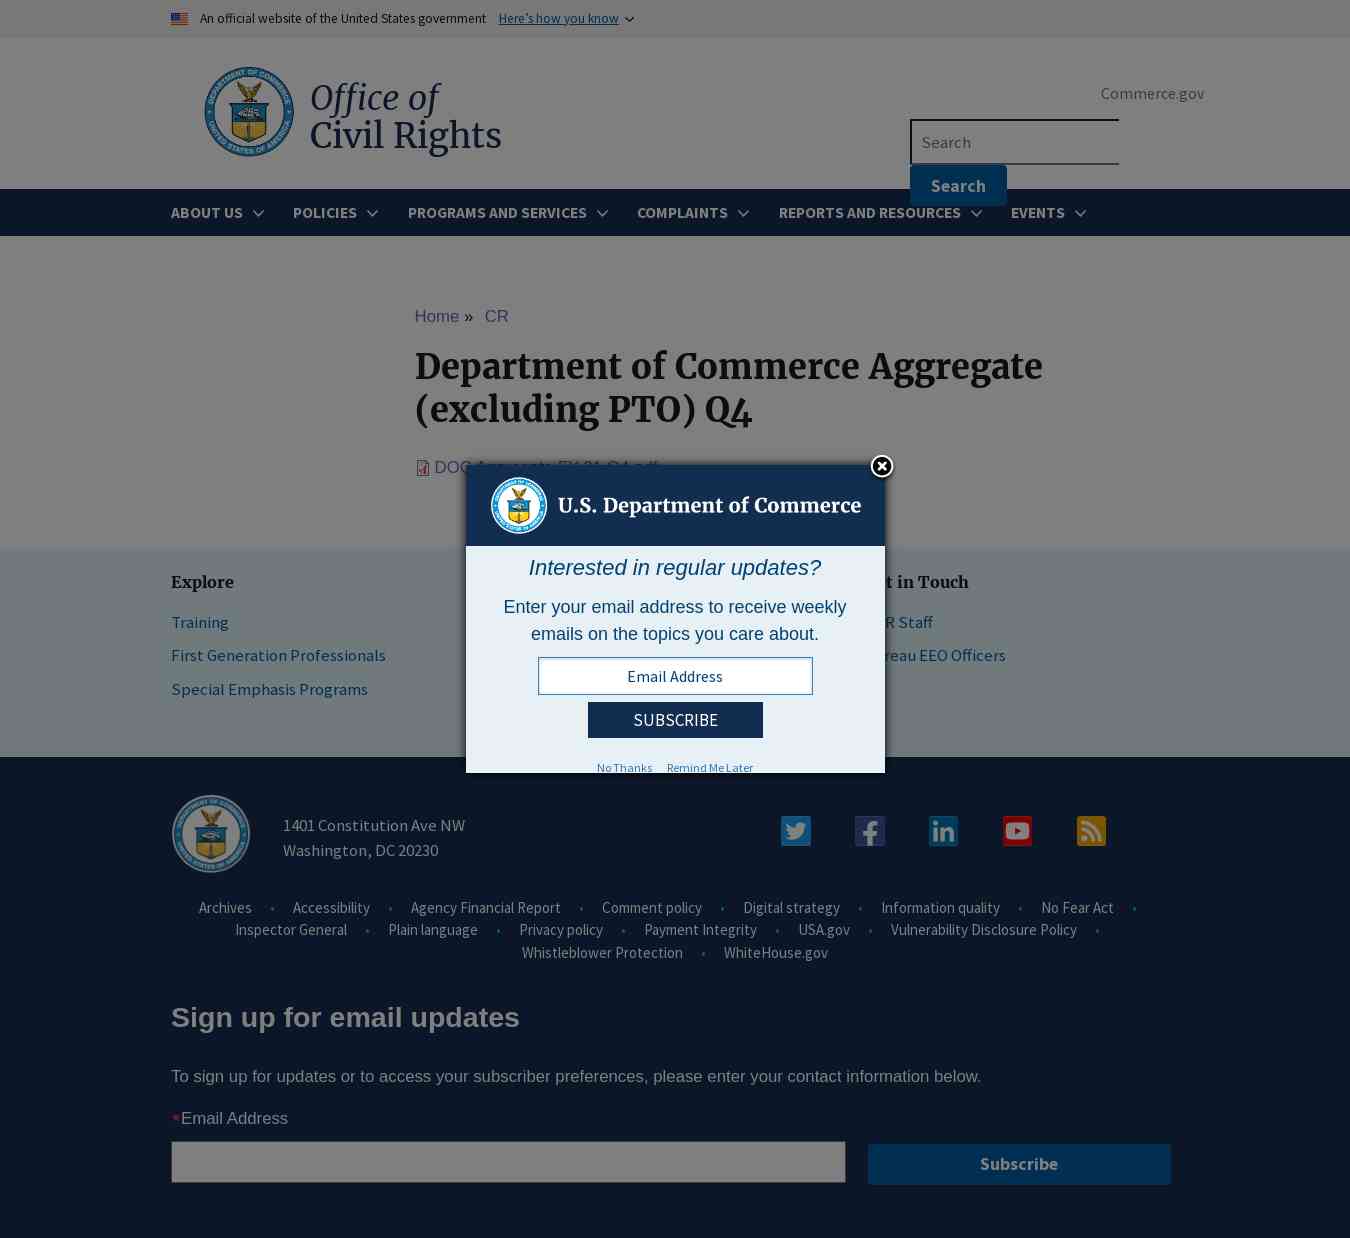 An official website of the United States government Here's how you know
Office of
Civil Rights
Commerce.gov
Search
Search
ABOUT US
POLICIES
PROGRAMS AND SERVICES
COMPLAINTS
REPORTS AND RESOURCES
EVENTS
Home » CR
Department of Commerce Aggregate
(excluding PTO) Q4
U.S. Department of Commerce
Interested in regular updates?
Enter your email address to receive weekly
emails on the topics you care about.
Email Address
SUBSCRIBE
No Thanks Remind Me Later
Explore
Training
First Generation Professionals
Special Emphasis Programs
in Touch
Staff
EEO Officers
1401 Constitution Ave NW
Washington, DC 20230
Archives • Accessibility • Agency Financial Report • Comment policy • Digital strategy • Information quality • No Fear Act •
Inspector General • Plain language • Privacy policy • Payment Integrity • USA.gov • Vulnerability Disclosure Policy •
Whistleblower Protection • WhiteHouse.gov
Sign up for email updates
To sign up for updates or to access your subscriber preferences, please enter your contact information below.
*Email Address
Subscribe